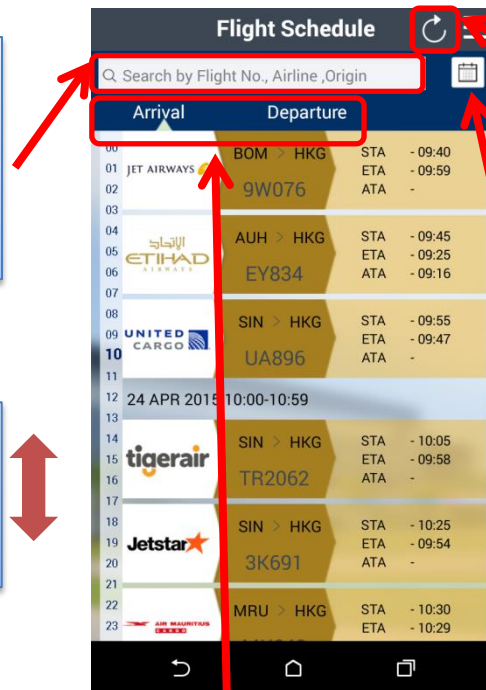 Flight Schedule
Search by Flight No., Airline ,Origin
Arrival
Departure
00
01
02
03
04
05
06
07
08
09
10
11
12
13
14
15
16
17
18
19
20
21
22
23
JET AIRWAYS
BOM > HKG
9W076
STA - 09:40
ETA - 09:59
ATA -
الإتحاد
ETIHAD
AIRWAYS
AUH > HKG
EY834
STA - 09:45
ETA - 09:25
ATA - 09:16
UNITED
CARGO
SIN > HKG
UA896
STA - 09:55
ETA - 09:47
ATA -
24 APR 2015 10:00-10:59
tigerair
SIN > HKG
TR2062
STA - 10:05
ETA - 09:58
ATA -
Jetstar
SIN > HKG
3K691
STA - 10:25
ETA - 09:54
ATA -
AIR MAURITIUS
CARGO
MRU > HKG
STA - 10:30
ETA - 10:29